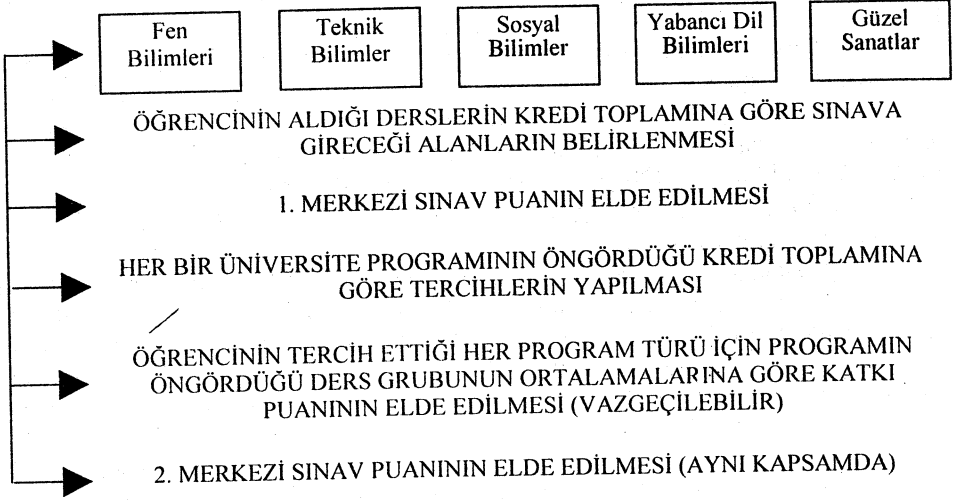 Fen
Bilimleri
Teknik
Bilimler
Sosyal
Bilimler
Yabancı Dil
Bilimleri
Güzel
Sanatlar
ÖĞRENCİNİN ALDIĞI DERSLERİN KREDİ TOPLAMINA GÖRE SINAVA
GİRECEĞİ ALANLARIN BELİRLENMESİ
1. MERKEZİ SINAV PUANIN ELDE EDİLMESİ
HER BİR ÜNİVERSİTE PROGRAMININ ÖNGÖRDÜĞÜ KREDİ TOPLAMINA
GÖRE TERCİHLERİN YAPILMASI
ÖĞRENCİNİN TERCİH ETTİĞİ HER PROGRAM TÜRÜ İÇİN PROGRAMIN
ÖNGÖRDÜĞÜ DERS GRUBUNUN ORTALAMALARINA GÖRE KATKI
PUANININ ELDE EDİLMESİ (VAZGEÇİLEBİLİR)
2. MERKEZİ SINAV PUANININ ELDE EDİLMESİ (AYNI KAPSAMDA)